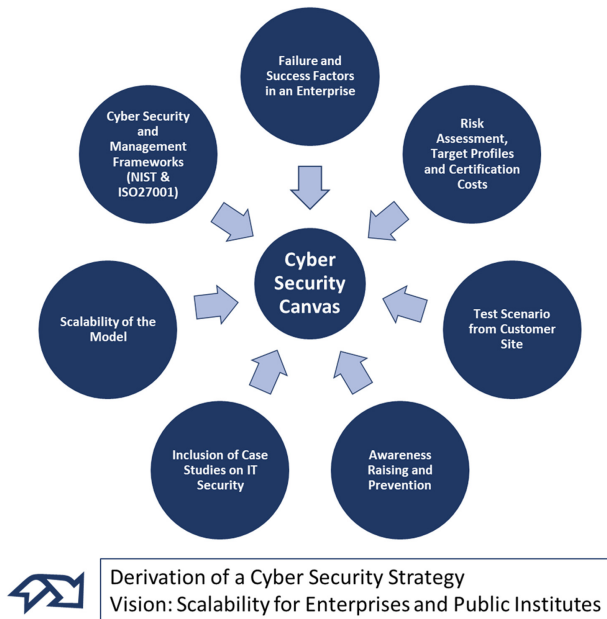 Failure and
Success Factors
in an Enterprise
Risk
Assessment,
Target Profiles
and Certification
Costs
Test Scenario
from Customer
Site
Awareness
Raising and
Prevention
Inclusion of Case
Studies on IT
Security
Scalability of the
Model
Cyber Security
and
Management
Frameworks
(NIST &
ISO27001)
Cyber
Security
Canvas
Derivation of a Cyber Security Strategy
Vision: Scalability for Enterprises and Public Institutes